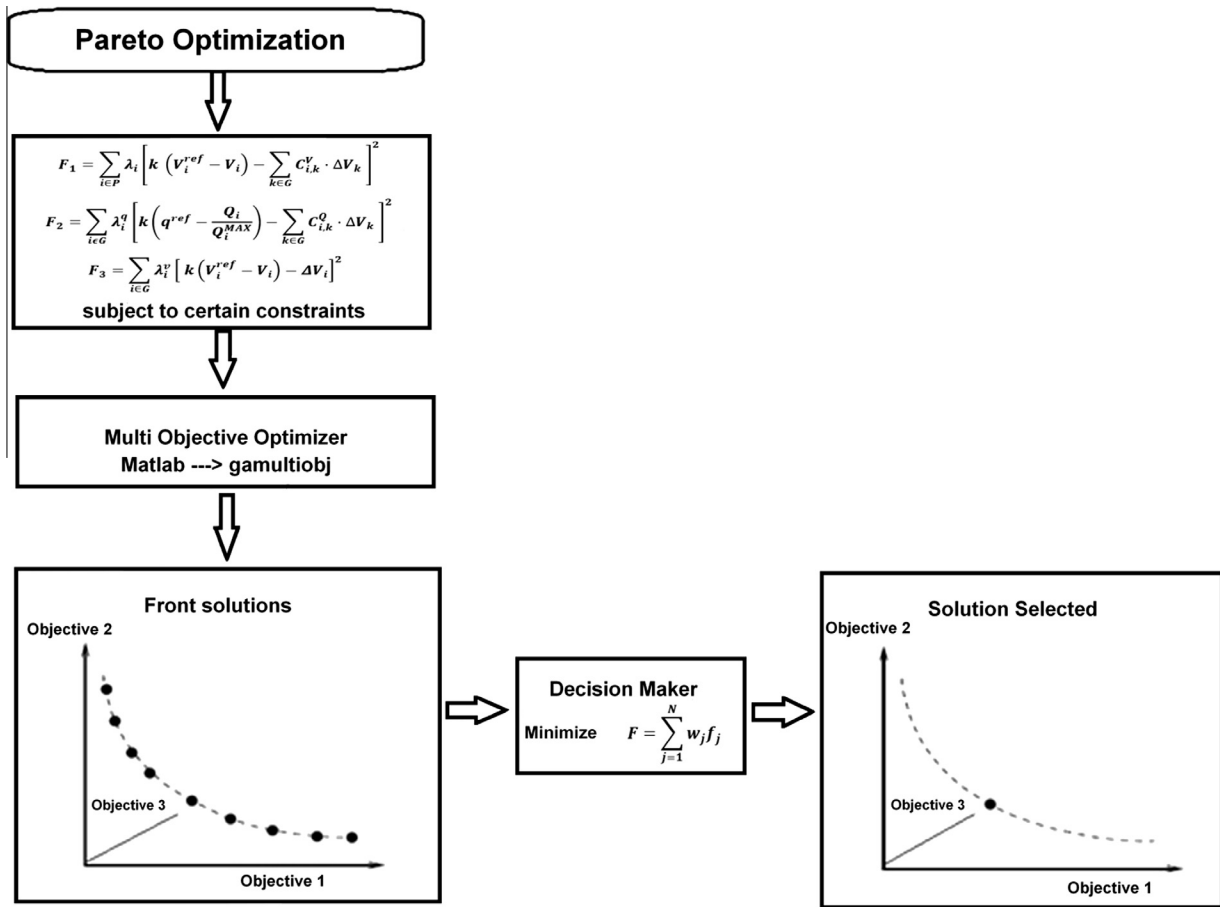 Pareto Optimization
F₁ = ∑_{i∈P} λ_i [k (V_i^{ref} − V_i) − ∑_{k∈G} C_{i,k}^V · ΔV_k]^2
F₂ = ∑_{iϵG} λ_i^q [k (q^{ref} − Q_i / Q_i^{MAX}) − ∑_{k∈G} C_{i,k}^Q · ΔV_k]^2
F₃ = ∑_{i∈G} λ_i^v [k (V_i^{ref} − V_i) − ΔV_i]^2
subject to certain constraints
Multi Objective Optimizer
Matlab ---> gamultiobj
Front solutions
Objective 2
Objective 3
Objective 1
Decision Maker
Minimize F = ∑_{j=1}^{N} w_j f_j
Solution Selected
Objective 2
Objective 3
Objective 1